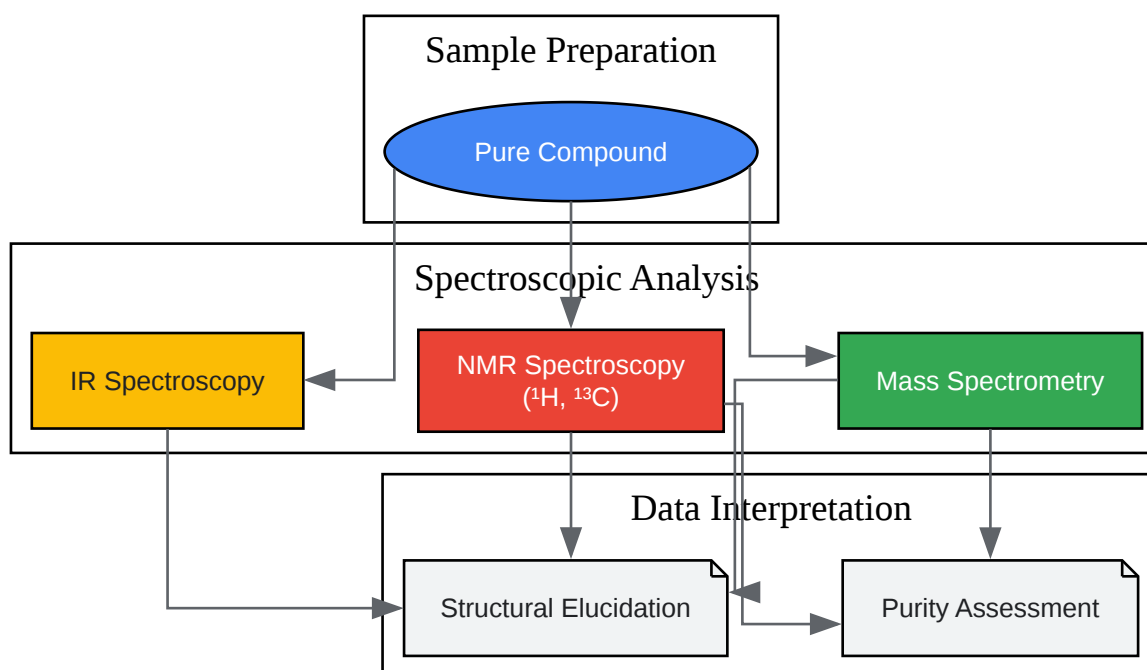 Sample Preparation
Pure Compound
Spectroscopic Analysis
IR Spectroscopy
NMR Spectroscopy
(¹H, ¹³C)
Mass Spectrometry
Data Interpretation
Structural Elucidation
Purity Assessment